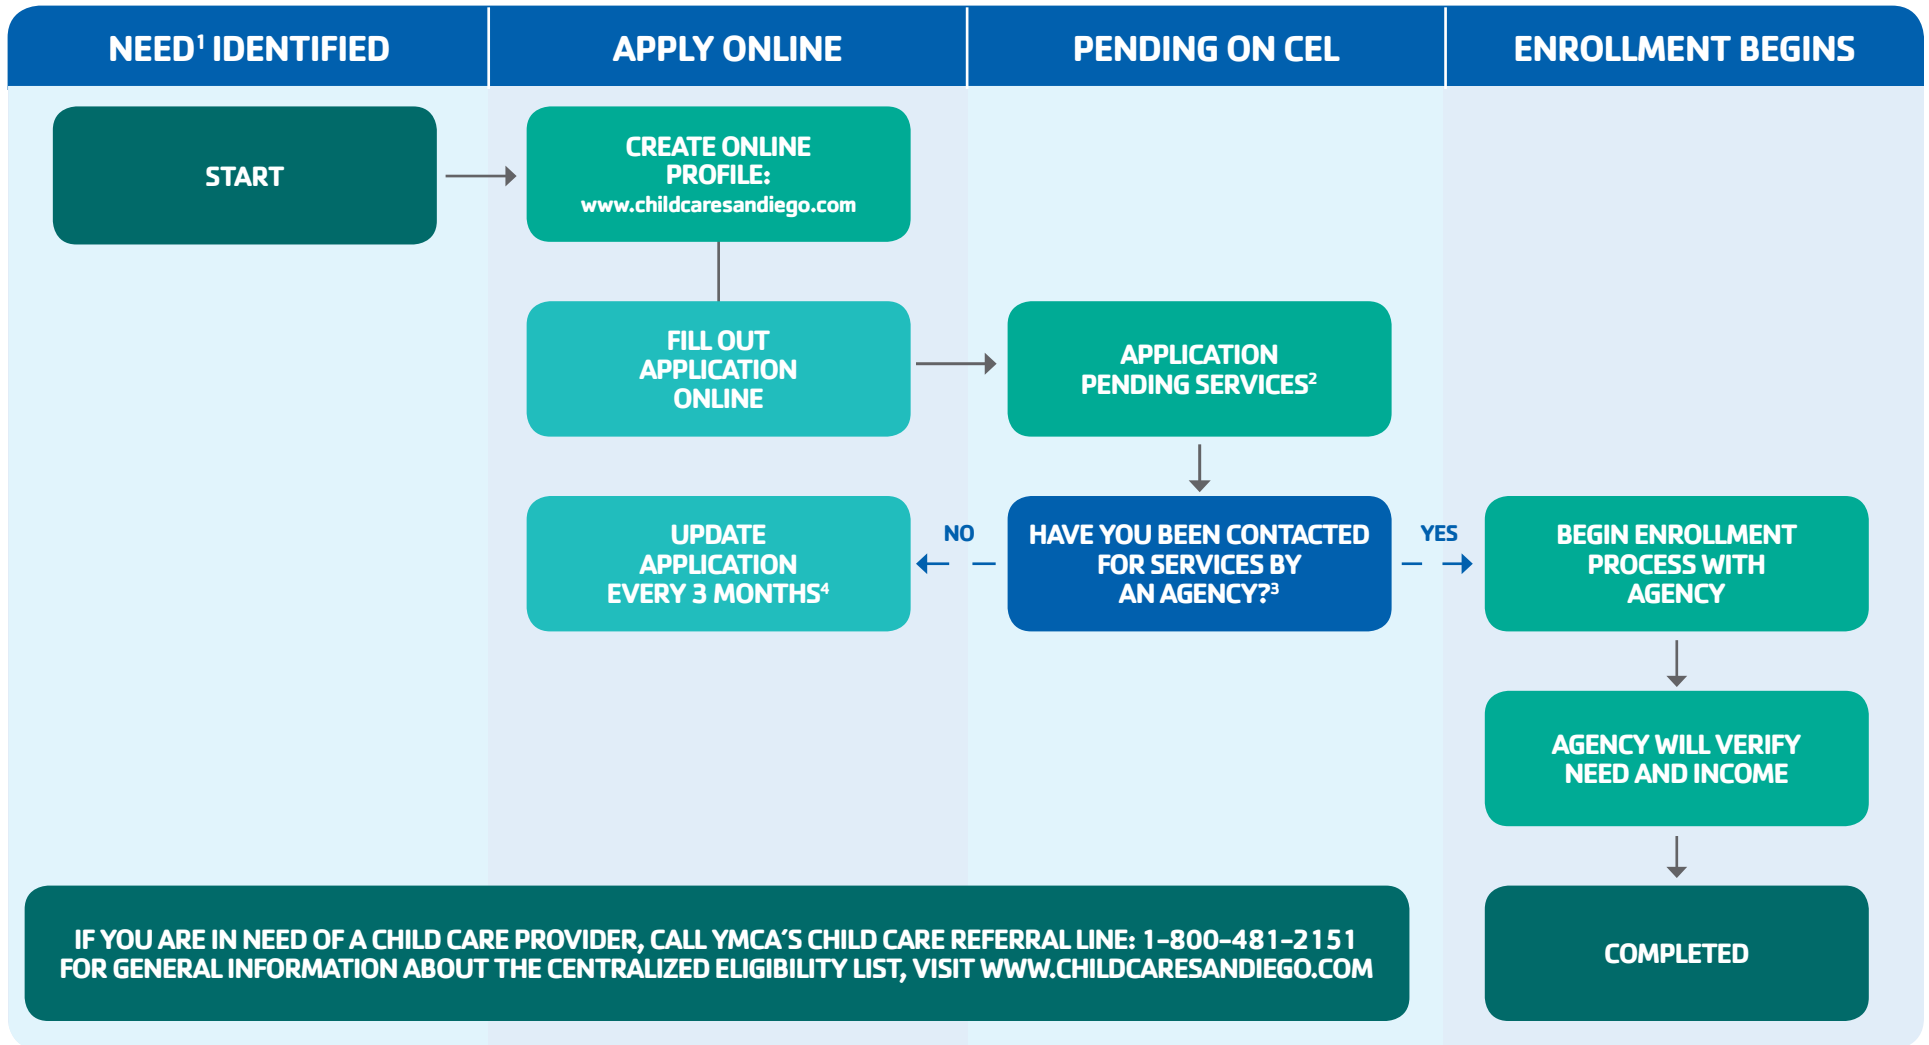 NEED¹ IDENTIFIED
APPLY ONLINE
PENDING ON CEL
ENROLLMENT BEGINS
START
CREATE ONLINE
PROFILE:
www.childcaresandiego.com
FILL OUT
APPLICATION
ONLINE
APPLICATION
PENDING SERVICES²
UPDATE
APPLICATION
EVERY 3 MONTHS⁴
NO
HAVE YOU BEEN CONTACTED
FOR SERVICES BY
AN AGENCY?³
YES
BEGIN ENROLLMENT
PROCESS WITH
AGENCY
AGENCY WILL VERIFY
NEED AND INCOME
IF YOU ARE IN NEED OF A CHILD CARE PROVIDER, CALL YMCA'S CHILD CARE REFERRAL LINE: 1-800-481-2151
FOR GENERAL INFORMATION ABOUT THE CENTRALIZED ELIGIBILITY LIST, VISIT WWW.CHILDCARESANDIEGO.COM
COMPLETED